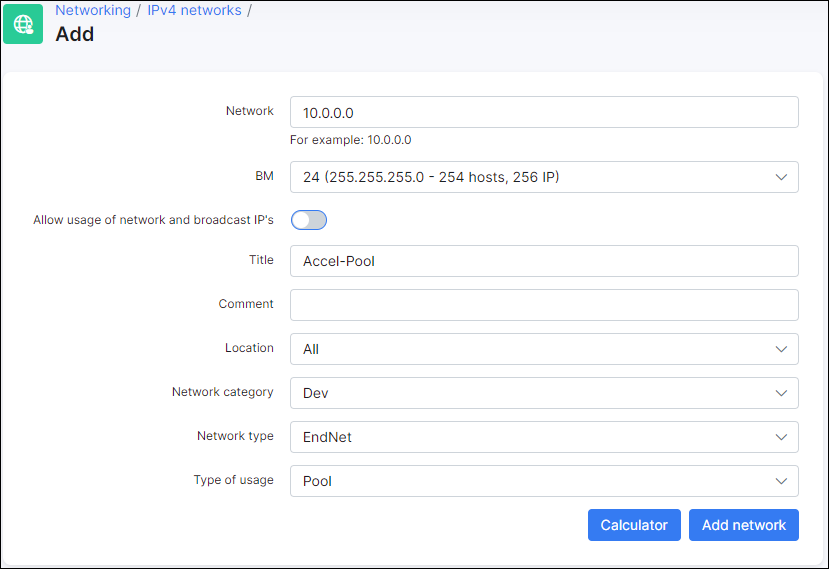 Networking / IPv4 networks /
Add
Network 10.0.0.0
For example: 10.0.0.0
BM 24 (255.255.255.0 - 254 hosts, 256 IP)
Allow usage of network and broadcast IP's
Title Accel-Pool
Comment
Location All
Network category Dev
Network type EndNet
Type of usage Pool
Calculator Add network